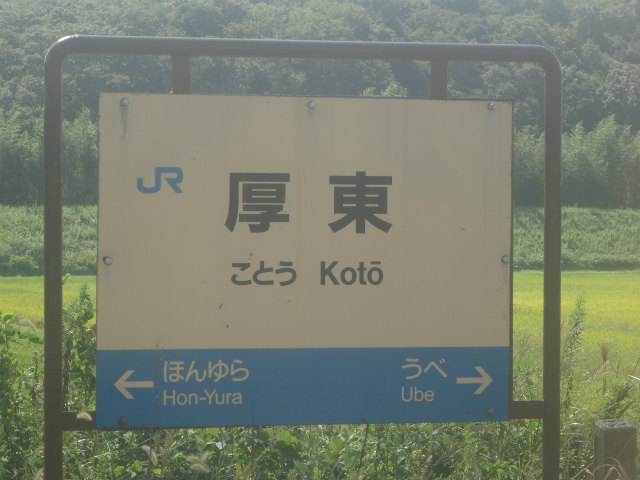 JR
厚東
ことう Kotō
← ほんゆら うべ →
Hon-Yura Ube